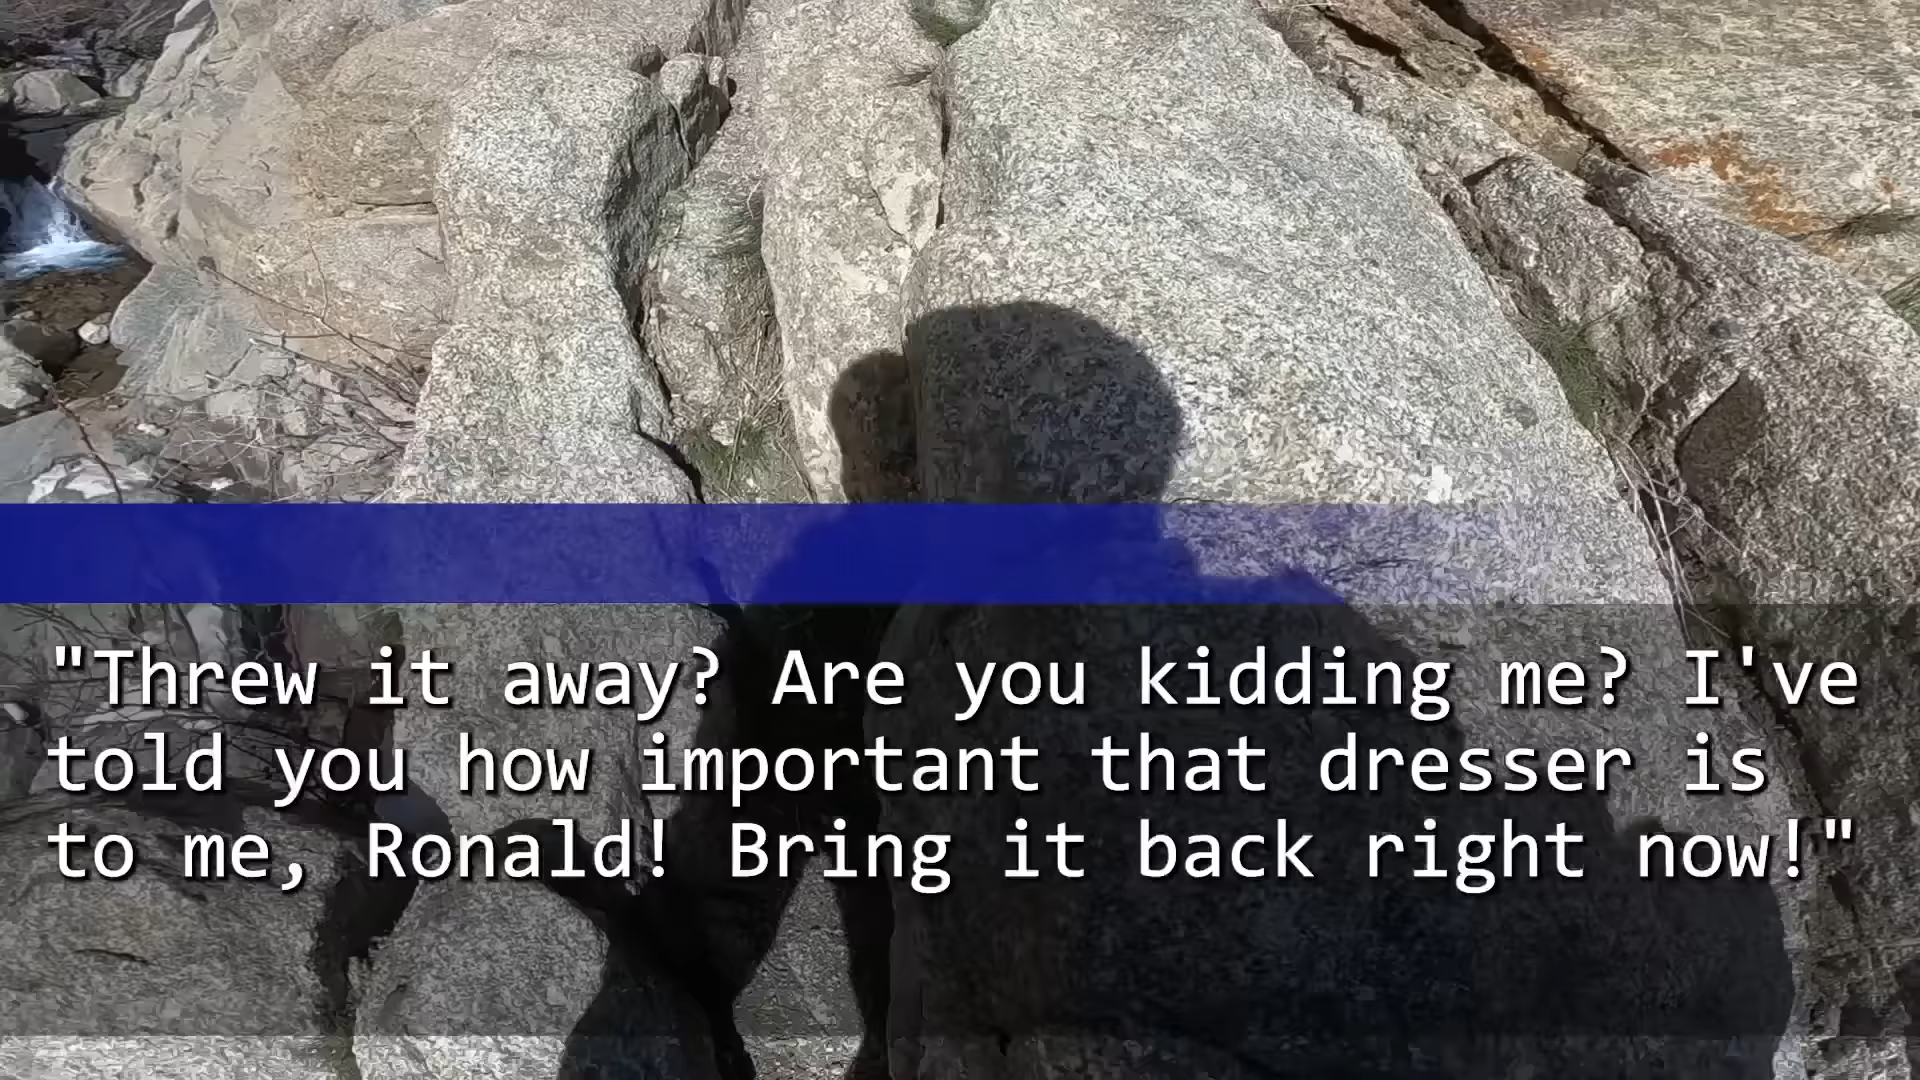 "Threw it away? Are you kidding me? I've
told you how important that dresser is
to me, Ronald! Bring it back right now!"